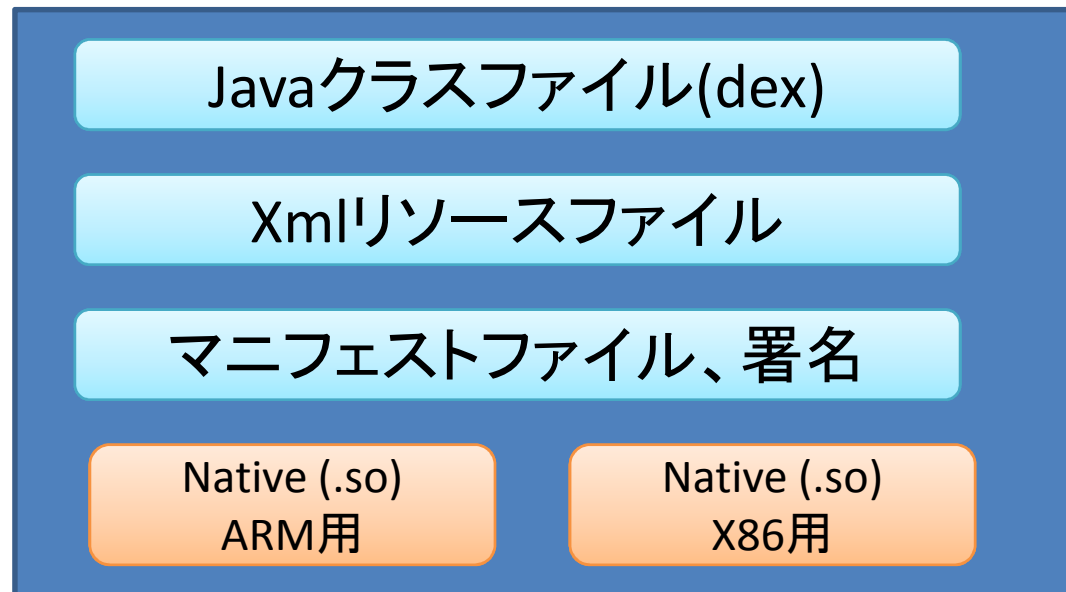 Javaクラスファイル(dex)
Xmlリソースファイル
マニフェストファイル、署名
Native (.so)
ARM用
Native (.so)
X86用